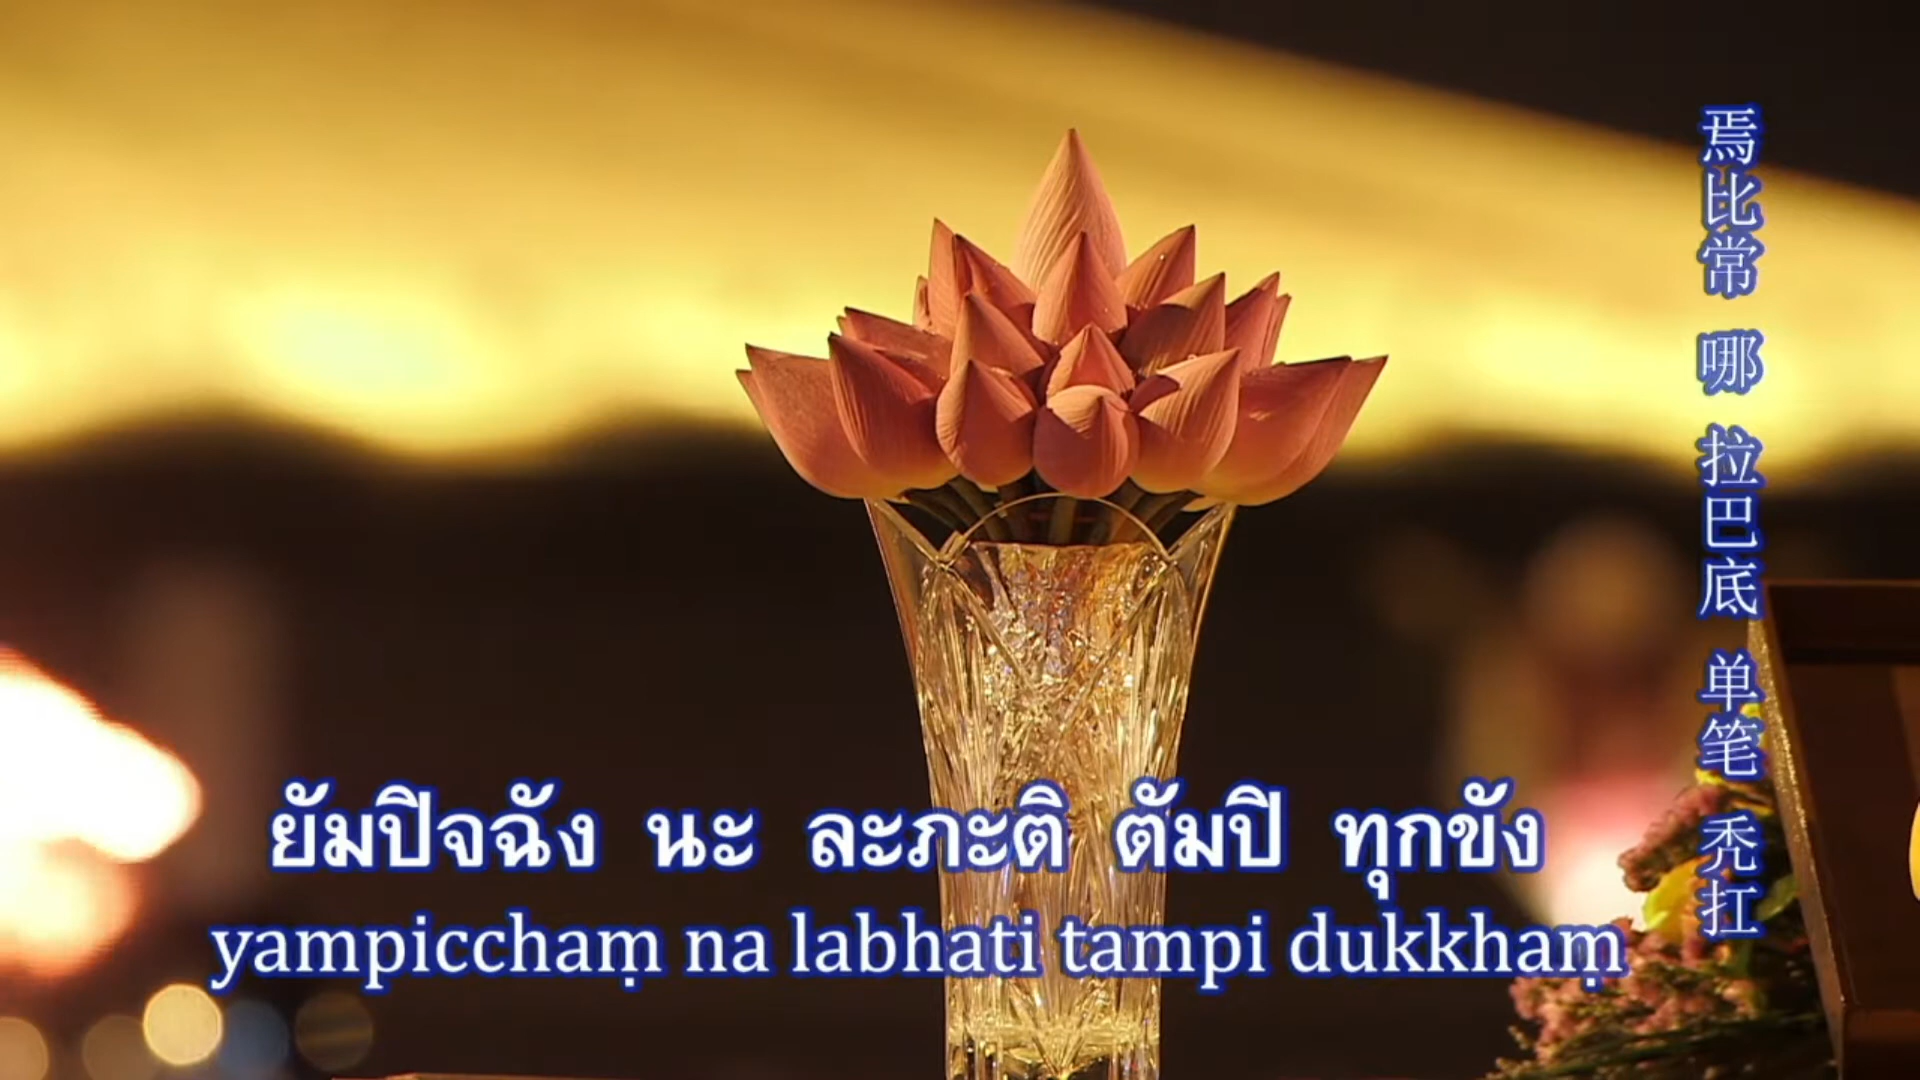 ยัมปิจฉัง นะ ละภะติ ตัมปิ ทุกขัง
yampicchaṃ na labhati tampi dukkhaṃ
焉比常 哪 拉巴底 单笔 秃扛